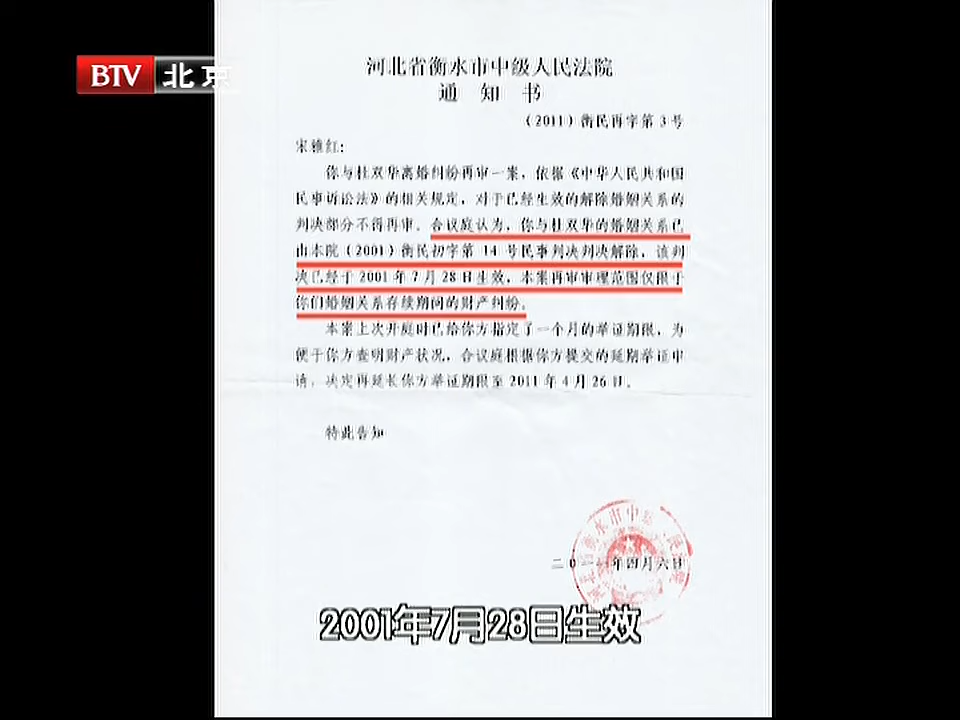 BTV 北京
河北省衡水市中级人民法院
通知书
（2011）衡民再字第3号
宋雅红：
你与杜双华离婚纠纷再审一案，依据《中华人民共和国
民事诉讼法》的相关规定，对于已经生效的解除婚姻关系的
判决部分不得再审。合议庭认为，你与杜双华的婚姻关系已
由本院（2001）衡民初字第14号民事判决判决解除，该判
决已经于2001年7月28日生效，本案再审审理范围仅限于
你们婚姻关系存续期间的财产纠纷。
本案上次开庭时已给你方指定了一个月的举证期限，为
便于你方查明财产状况，合议庭根据你方提交的延期举证申
请，决定再延长你方举证期限至2011年4月26日。
特此告知
二〇一一年四月六日
2001年7月28日生效